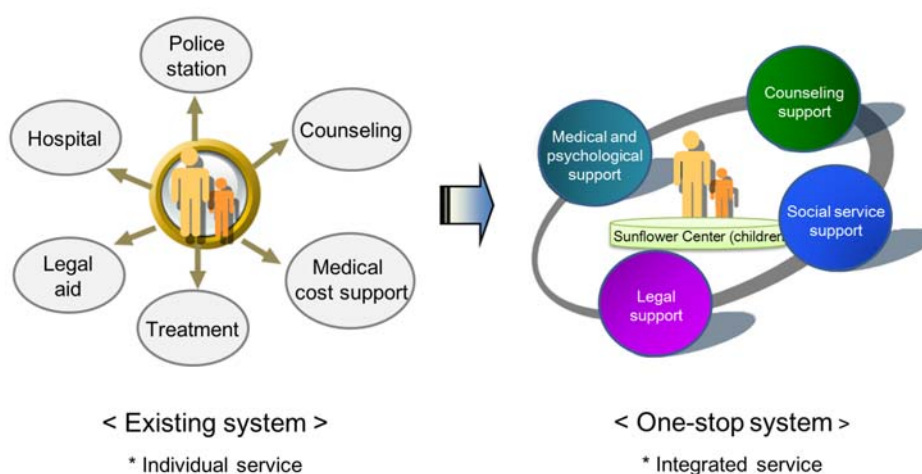 Police
station
Hospital
Counseling
Legal
aid
Medical
cost support
Treatment
< Existing system >
* Individual service
Counseling
support
Medical and
psychological
support
Social service
support
Sunflower Center (children
Legal
support
< One-stop system >
* Integrated service